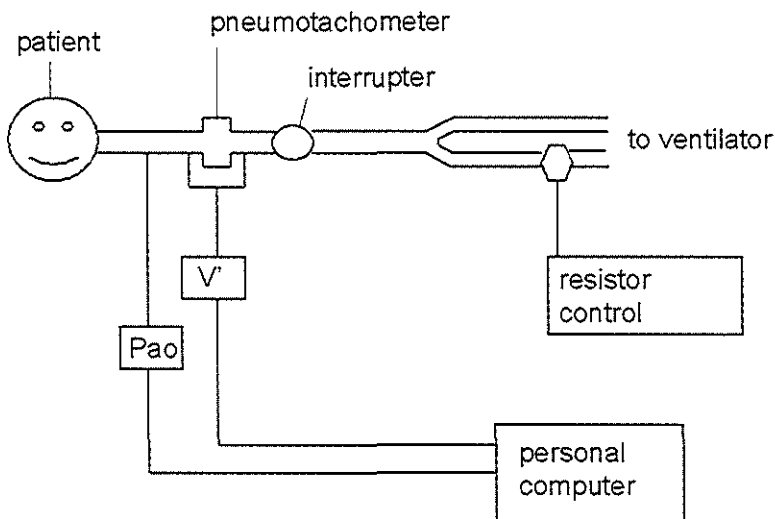 pneumotachometer
patient
interrupter
to ventilator
V'
resistor
control
Pao
personal
computer